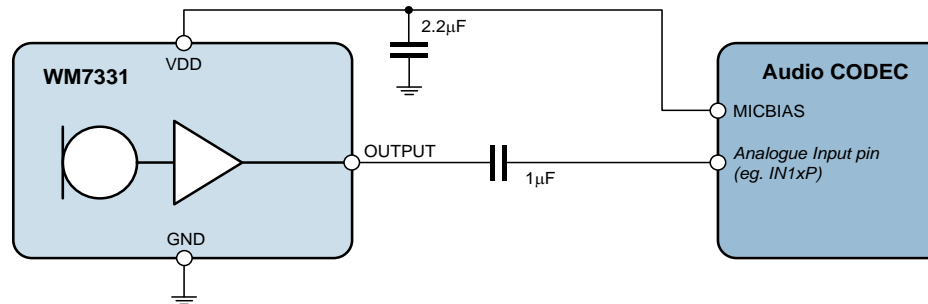 2.2µF
VDD
WM7331
Audio CODEC
MICBIAS
OUTPUT
Analogue Input pin
(eg. IN1xP)
1µF
GND